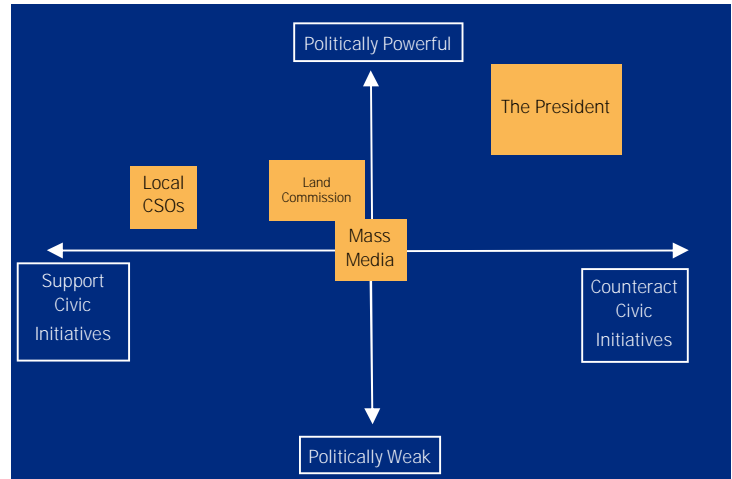 Politically Powerful
The President
Local
CSOs
Land
Commission
Mass
Media
Support
Civic
Initiatives
Counteract
Civic
Initiatives
Politically Weak